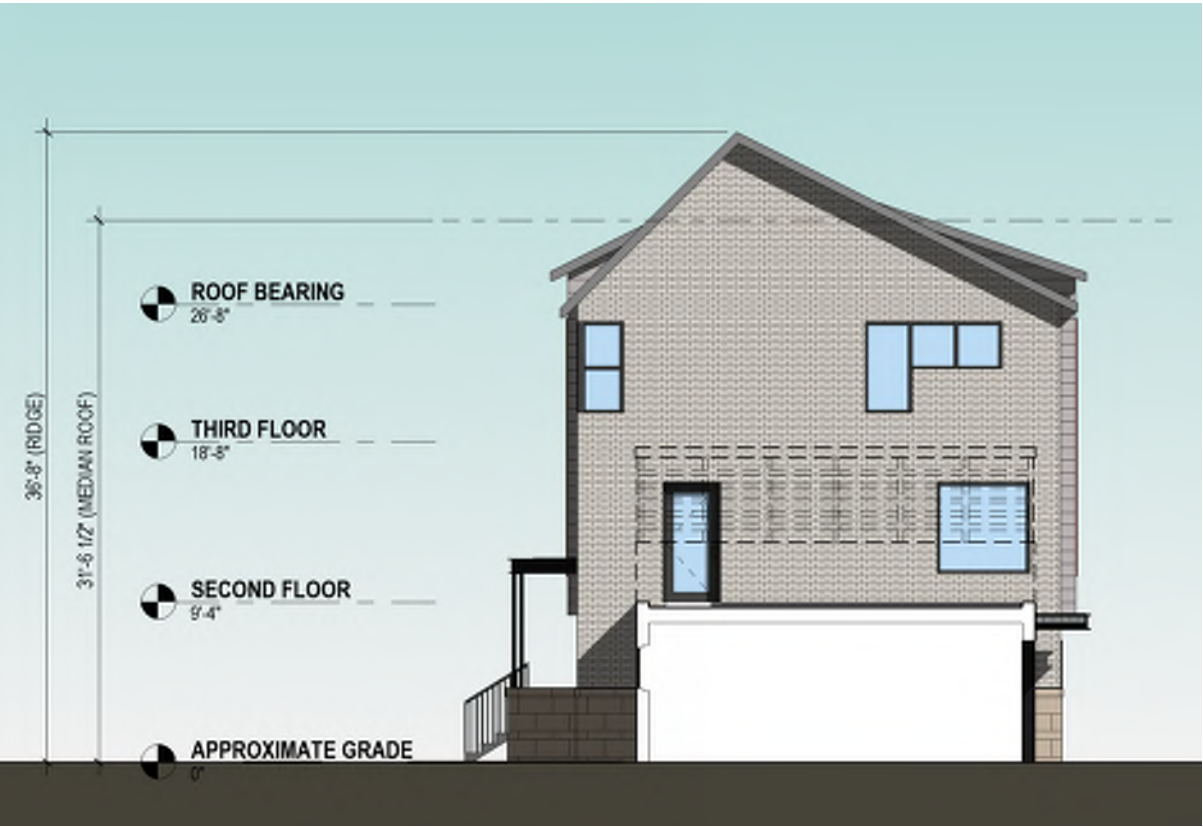 ROOF BEARING
26'-8"
THIRD FLOOR
18'-8"
36'-8" (RIDGE)
31'-6 1/2" (MEDIAN ROOF)
SECOND FLOOR
9'-4"
APPROXIMATE GRADE
0"